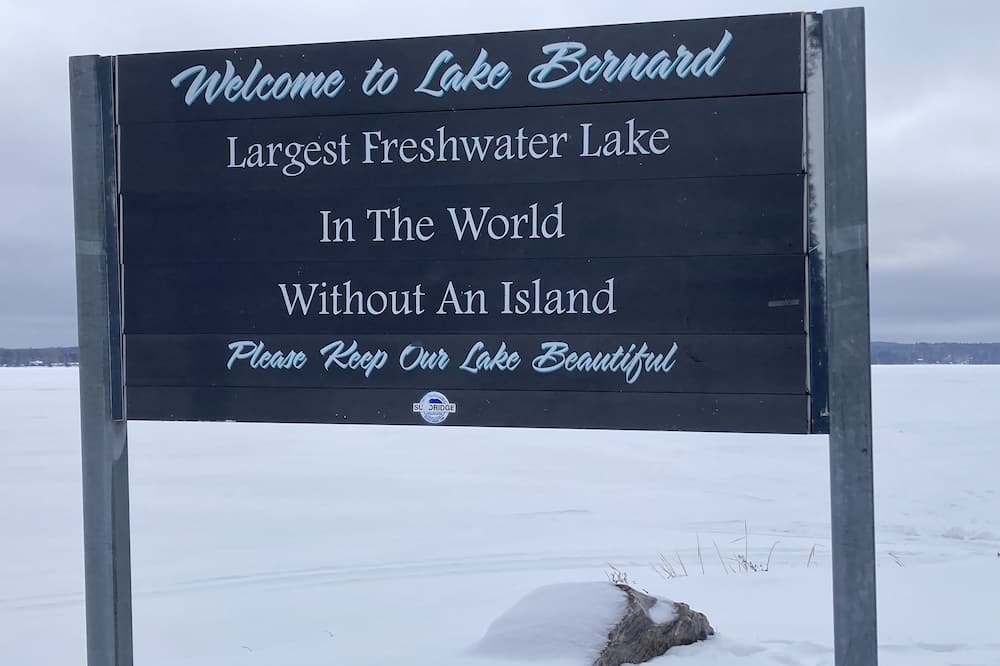 Welcome to Lake Bernard
Largest Freshwater Lake
In The World
Without An Island
Please Keep Our Lake Beautiful